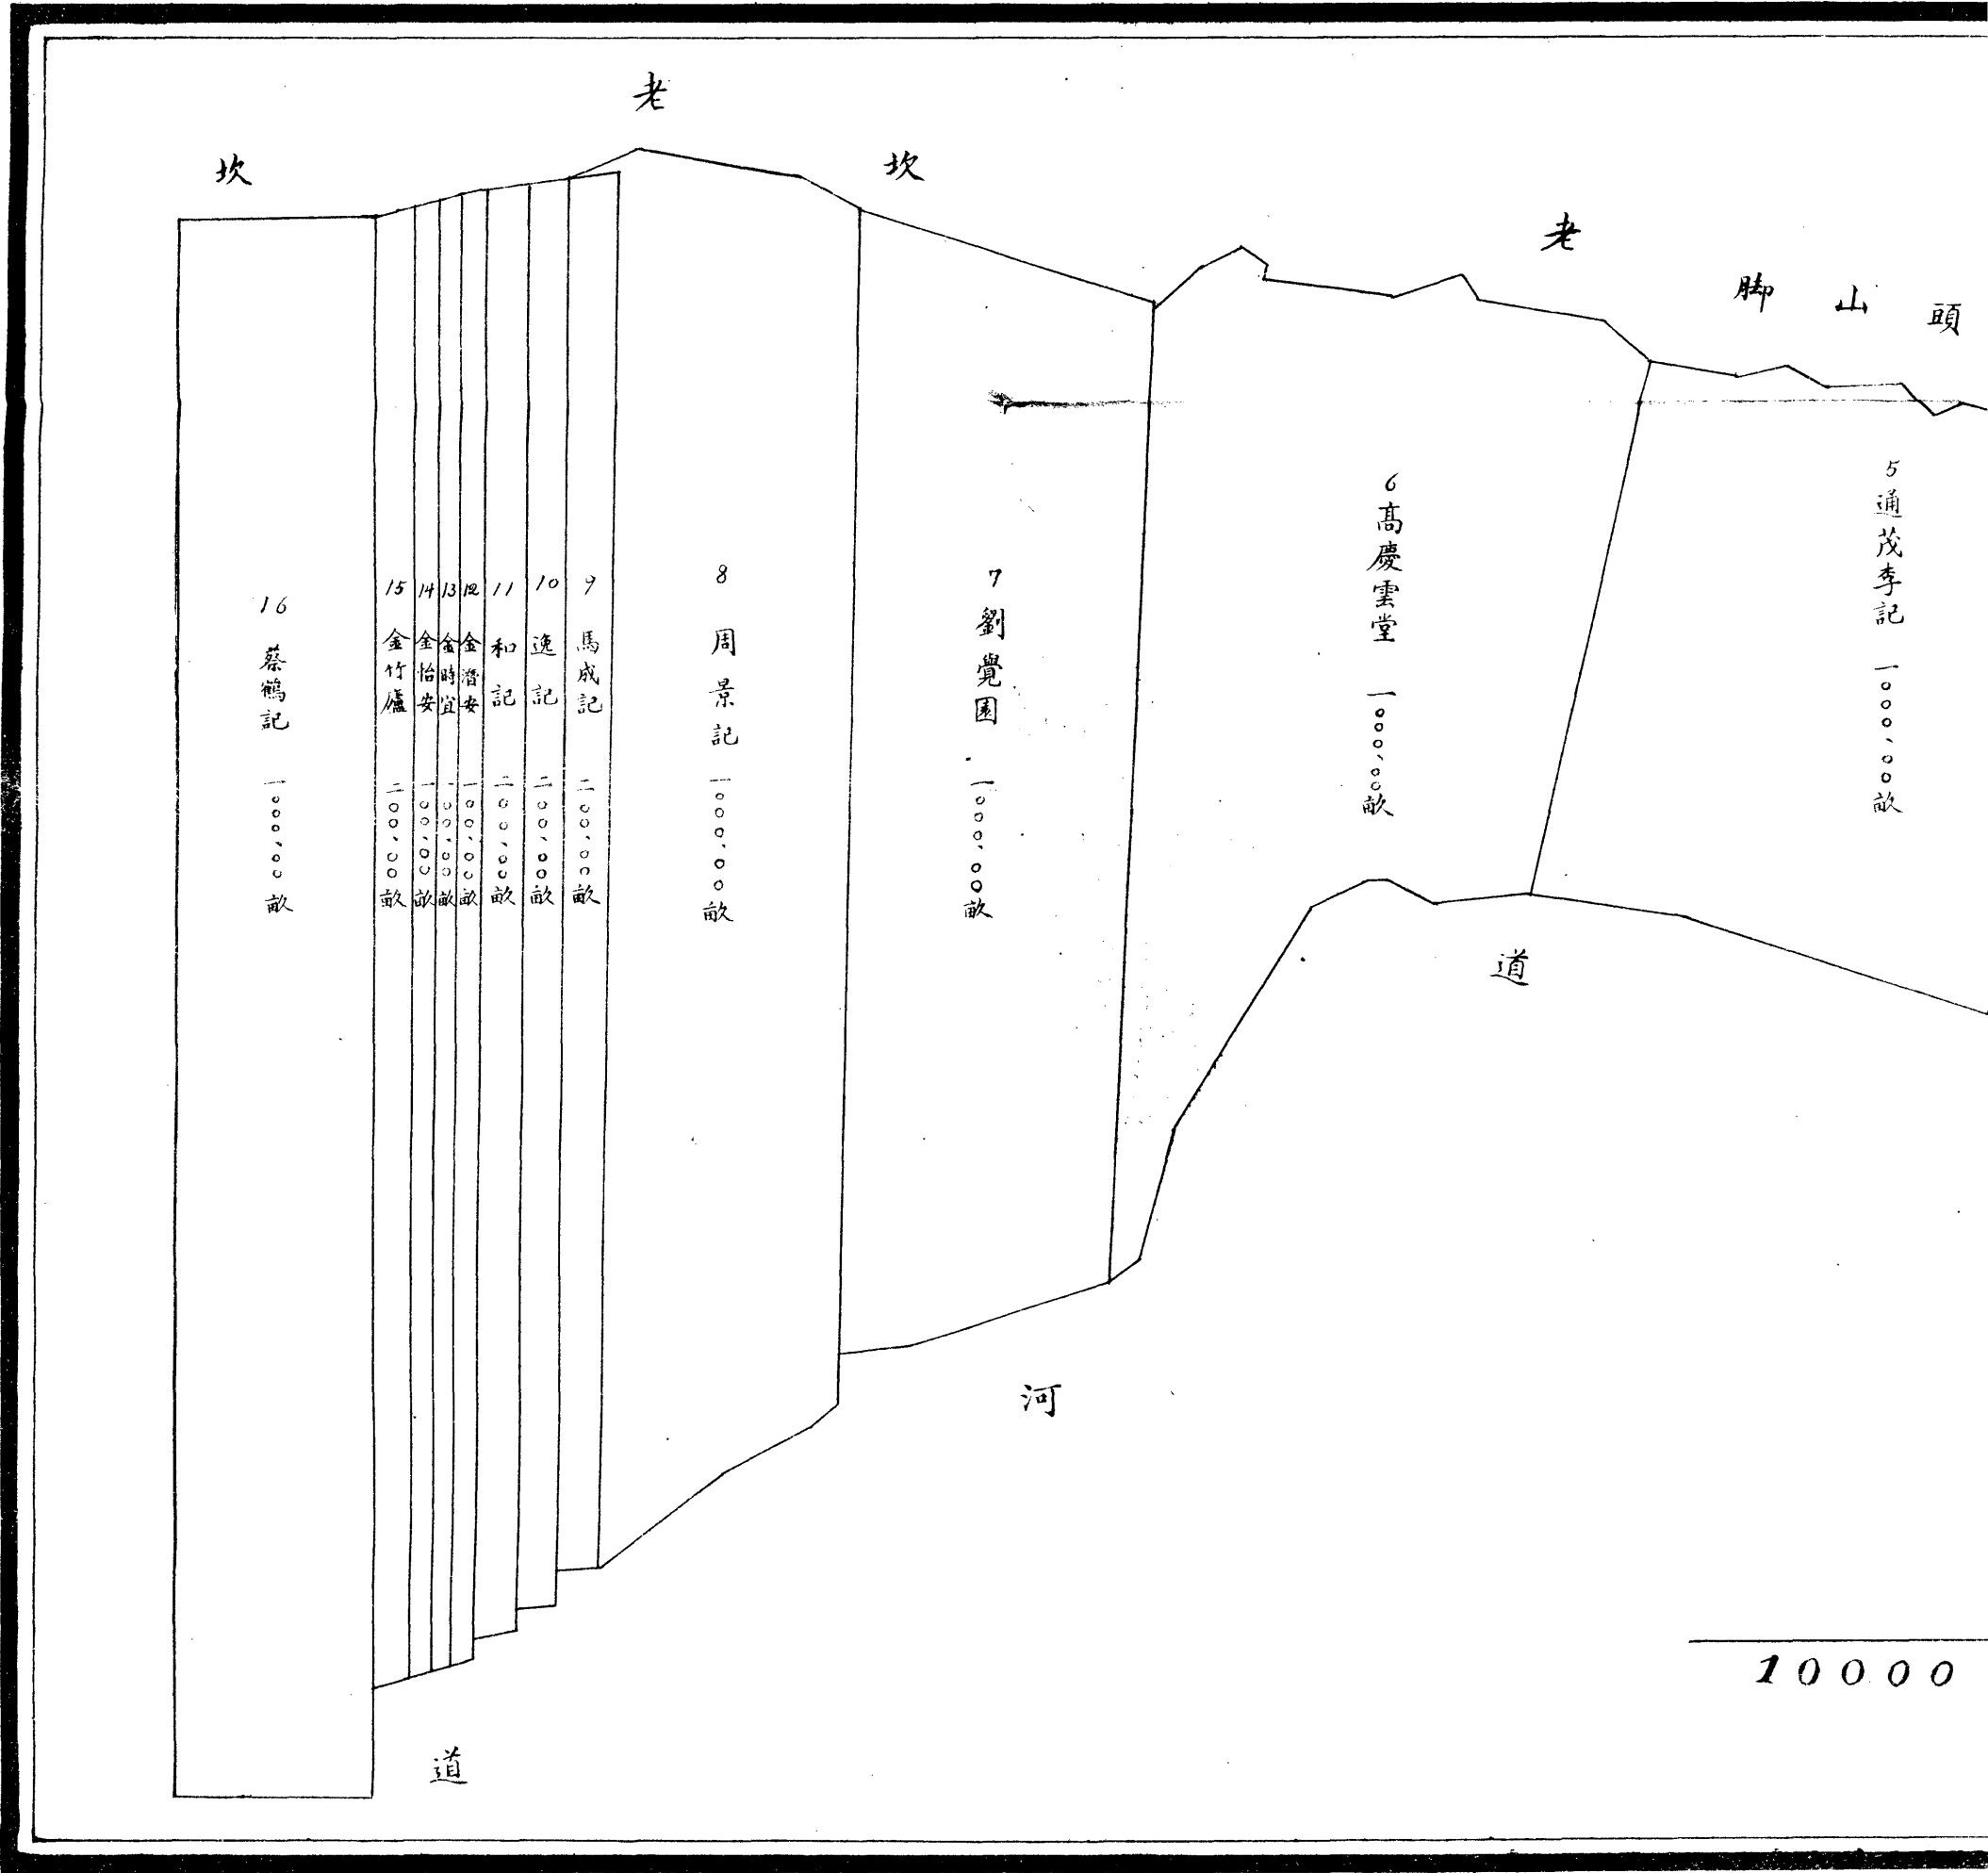 頭山脚
老
坎
老
坎
5 通茂李記 一〇〇〇、〇〇畝
6 高慶雲堂 一〇〇〇、〇〇畝
7 劉覺園 一〇〇〇、〇〇畝
8 周景記 一〇〇〇、〇〇畝
9 馬成記 二〇〇、〇〇畝
10 逸記 二〇〇、〇〇畝
11 和記 二〇〇、〇〇畝
12 金潛安 一〇〇、〇〇畝
13 金時宜 一〇〇、〇〇畝
14 金怡安 一〇〇、〇〇畝
15 金竹廬 二〇〇、〇〇畝
16 蔡鶴記 一〇〇〇、〇〇畝
道
河
道
10000